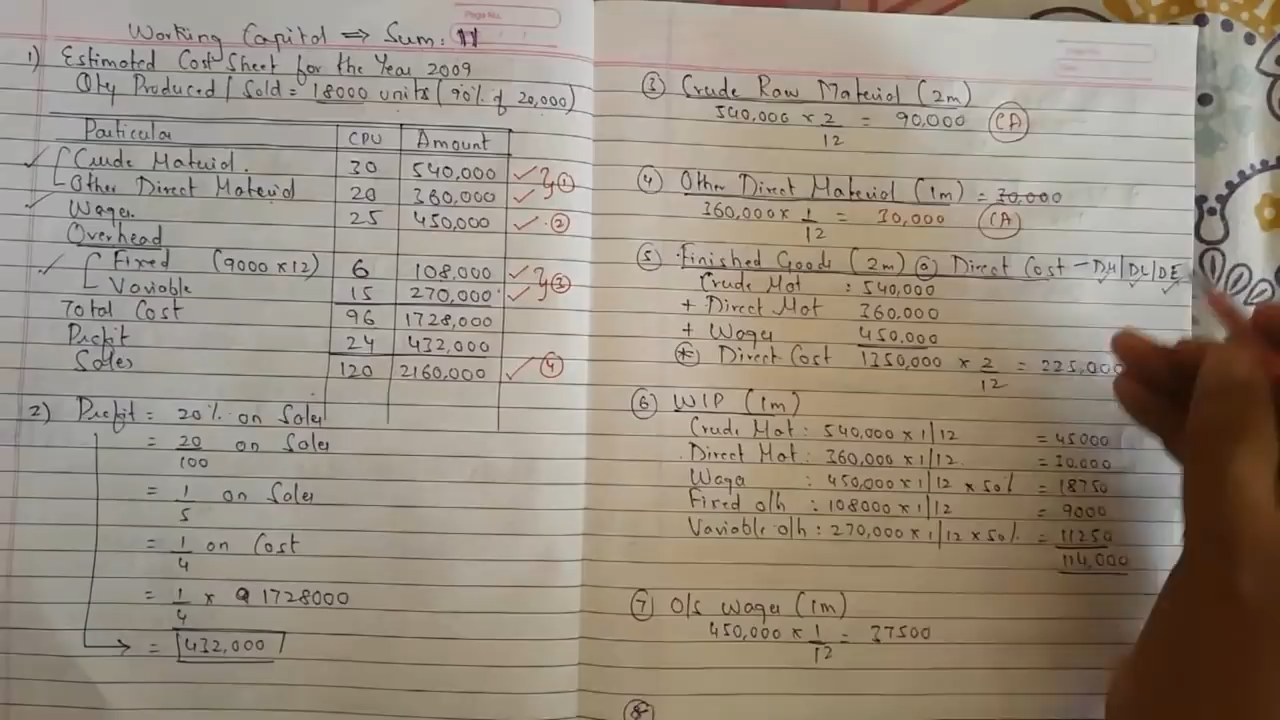 Page No.
Working Capital ⇒ Sum: 11
1) Estimated Cost Sheet for the Year 2009
Qty Produced / Sold = 18000 units (90% of 20,000)
Particular CPU Amount
Crude Material. 30 540,000 ①
Other Direct Material 20 360,000
Wages. 25 450,000 ②
Overhead
Fixed (9000 x 12) 6 108,000 ③
Variable 15 270,000
Total Cost 96 1728,000
Profit 24 432,000
Sales 120 2160,000 ④
2) Profit = 20% on Sales
= 20/100 on Sales
= 1/5 on Sales
= 1/4 on Cost
= 1/4 x 1728000
= 432,000
③ Crude Raw Material (2m)
540,000 x 2/12 = 90,000 (CA)
④ Other Direct Material (1m) = 30,000
360,000 x 1/12 = 30,000 (CA)
⑤ Finished Goods (2m) @ Direct Cost - DM/DL/DE
Crude Mat : 540,000
+ Direct Mat 360,000
+ Wages 450,000
* Direct Cost 1350,000 x 2/12 = 225,000
⑥ WIP (1m)
Crude Mat : 540,000 x 1/12 = 45000
Direct Mat : 360,000 x 1/12. = 30,000
Wages : 450,000 x 1/12 x 50% = 18750
Fixed o/h : 108000 x 1/12 = 9000
Variable o/h : 270,000 x 1/12 x 50% = 11250
114,000
⑦ O/s Wages (1m)
450,000 x 1/12 = 37500
⑧